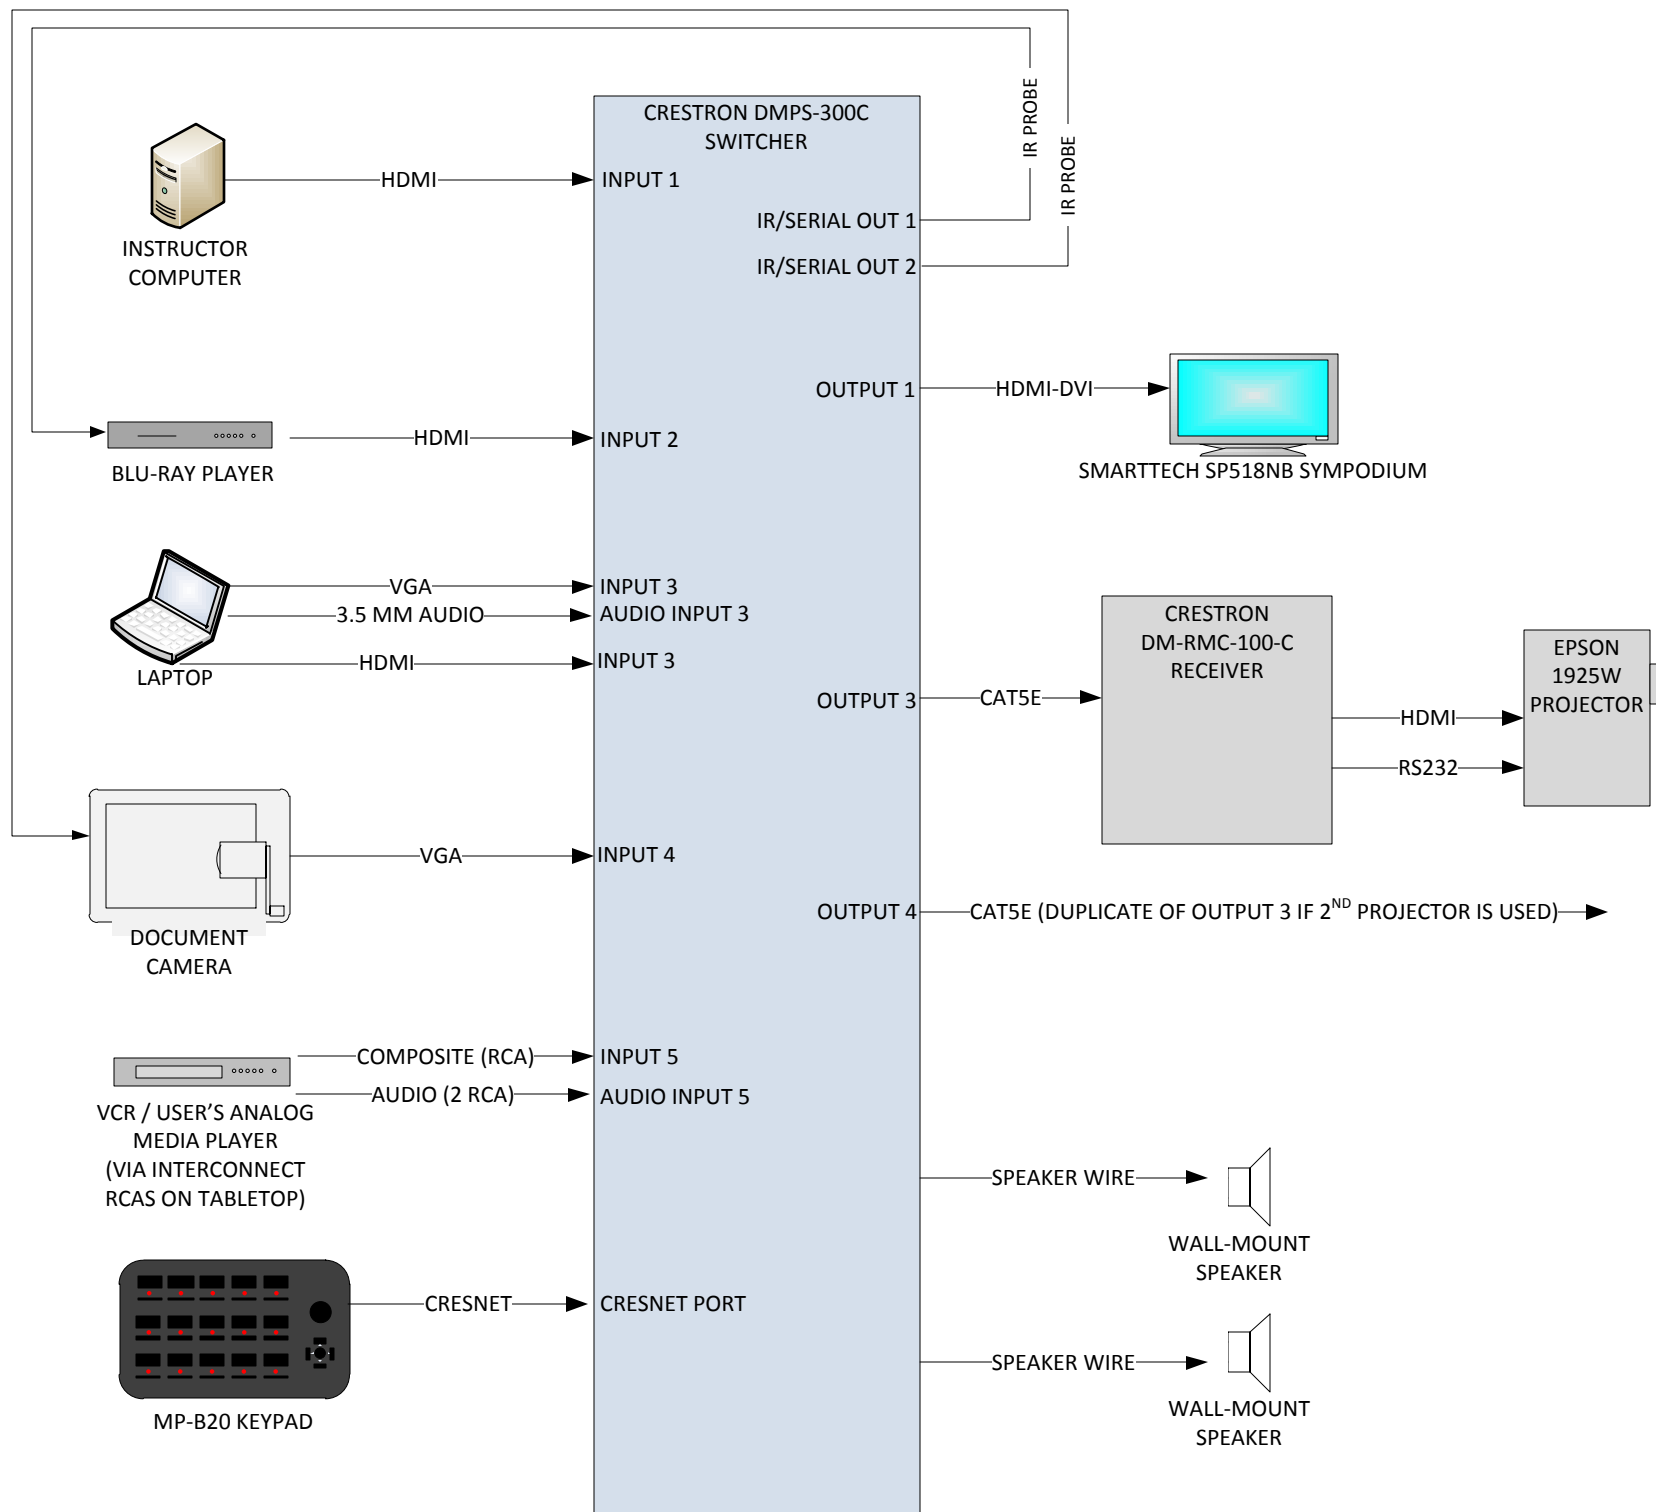 IR PROBE
IR PROBE
CRESTRON DMPS-300C
SWITCHER
HDMI
INPUT 1
INSTRUCTOR
COMPUTER
IR/SERIAL OUT 1
IR/SERIAL OUT 2
OUTPUT 1
HDMI-DVI
SMARTTECH SP518NB SYMPODIUM
HDMI
INPUT 2
BLU-RAY PLAYER
VGA
INPUT 3
3.5 MM AUDIO
AUDIO INPUT 3
HDMI
INPUT 3
LAPTOP
OUTPUT 3
CAT5E
CRESTRON
DM-RMC-100-C
RECEIVER
HDMI
RS232
EPSON
1925W
PROJECTOR
VGA
INPUT 4
DOCUMENT
CAMERA
OUTPUT 4
CAT5E (DUPLICATE OF OUTPUT 3 IF 2ND PROJECTOR IS USED)
COMPOSITE (RCA)
INPUT 5
AUDIO (2 RCA)
AUDIO INPUT 5
VCR / USER'S ANALOG
MEDIA PLAYER
(VIA INTERCONNECT
RCAS ON TABLETOP)
SPEAKER WIRE
WALL-MOUNT
SPEAKER
CRESNET
CRESNET PORT
MP-B20 KEYPAD
SPEAKER WIRE
WALL-MOUNT
SPEAKER